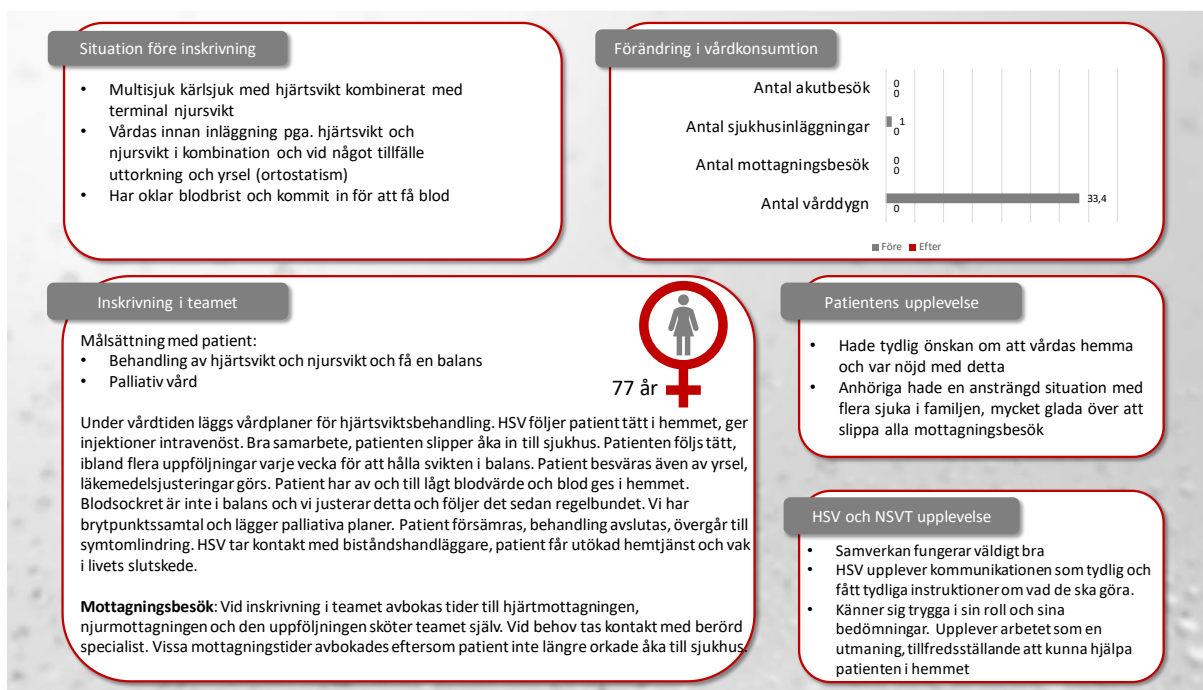 Situation före inskrivning
• Multisjuk kärlsjuk med hjärtsvikt kombinerat med
terminal njursvikt
• Vårdas innan inläggning pga. hjärtsvikt och
njursvikt i kombination och vid något tillfälle
uttorkning och yrsel (ortostatism)
• Har oklar blodbrist och kommit in för att få blod
Förändring i vårdkonsumtion
Antal akutbesök
0
0
Antal sjukhusinläggningar
1
0
Antal mottagningsbesök
0
0
Antal vårddygn
33,4
0
Före Efter
Inskrivning i teamet
Målsättning med patient:
• Behandling av hjärtsvikt och njursvikt och få en balans
• Palliativ vård
77 år
Under vårdtiden läggs vårdplaner för hjärtsviktsbehandling. HSV följer patient tätt i hemmet, ger
injektioner intravenöst. Bra samarbete, patienten slipper åka in till sjukhus. Patienten följs tätt,
ibland flera uppföljningar varje vecka för att hålla svikten i balans. Patient besväras även av yrsel,
läkemedelsjusteringar görs. Patient har av och till lågt blodvärde och blod ges i hemmet.
Blodsockret är inte i balans och vi justerar detta och följer det sedan regelbundet. Vi har
brytpunktssamtal och lägger palliativa planer. Patient försämras, behandling avslutas, övergår till
symtomlindring. HSV tar kontakt med biståndshandläggare, patient får utökad hemtjänst och vak
i livets slutskede.
Mottagningsbesök: Vid inskrivning i teamet avbokas tider till hjärtmottagningen,
njurmottagningen och den uppföljningen sköter teamet själv. Vid behov tas kontakt med berörd
specialist. Vissa mottagningstider avbokades eftersom patient inte längre orkade åka till sjukhus.
Patientens upplevelse
• Hade tydlig önskan om att vårdas hemma
och var nöjd med detta
• Anhöriga hade en ansträngd situation med
flera sjuka i familjen, mycket glada över att
slippa alla mottagningsbesök
HSV och NSVT upplevelse
• Samverkan fungerar väldigt bra
• HSV upplever kommunikationen som tydlig och
fått tydliga instruktioner om vad de ska göra.
• Känner sig trygga i sin roll och sina
bedömningar. Upplever arbetet som en
utmaning, tillfredsställande att kunna hjälpa
patienten i hemmet